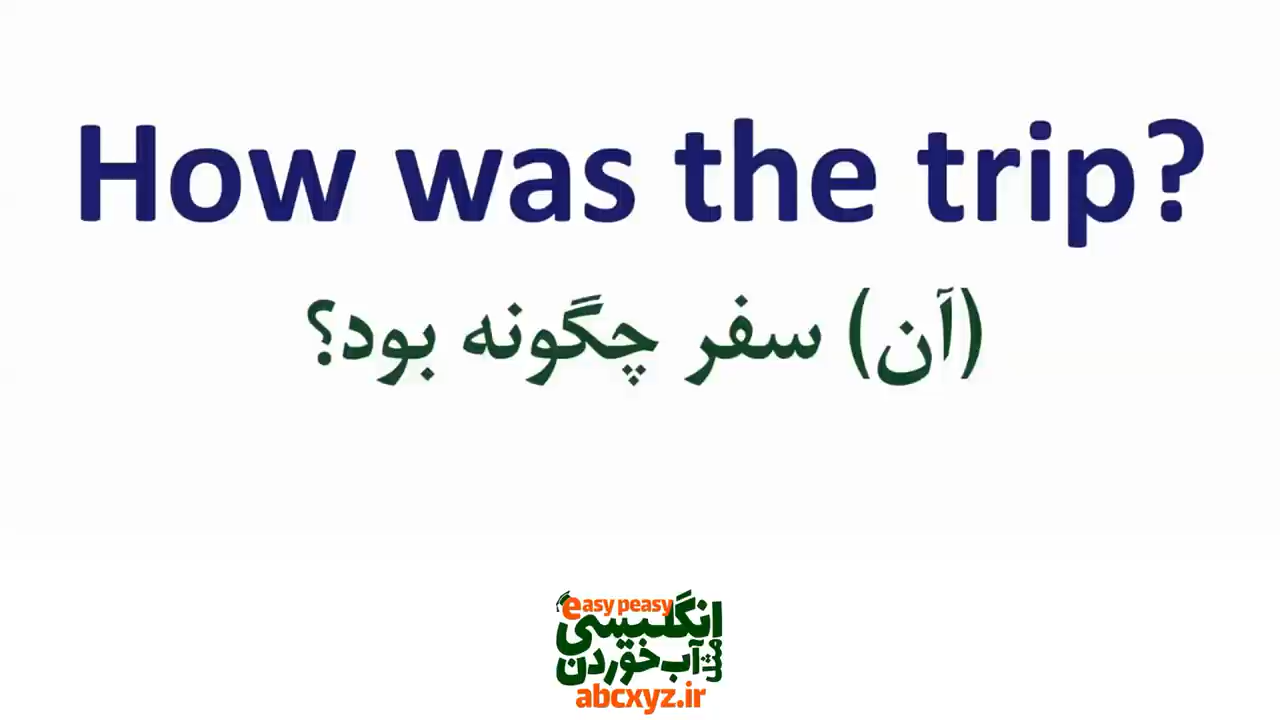 How was the trip?
(آن) سفر چگونه بود؟
easy peasy
انگلیسی
مثل آب خوردن
abcxyz.ir